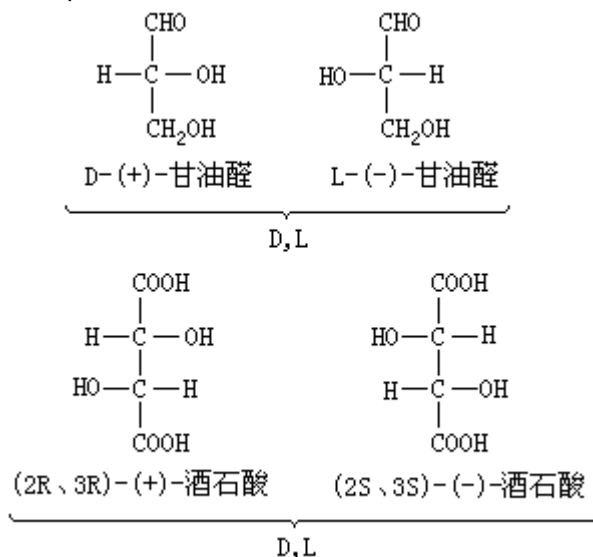 CHO CHO
H—C—OH HO—C—H
CH₂OH CH₂OH
D-(+)-甘油醛 L-(-)-甘油醛
D,L
COOH COOH
H—C—OH HO—C—H
HO—C—H H—C—OH
COOH COOH
(2R、3R)-(+)-酒石酸 (2S、3S)-(-)-酒石酸
D,L